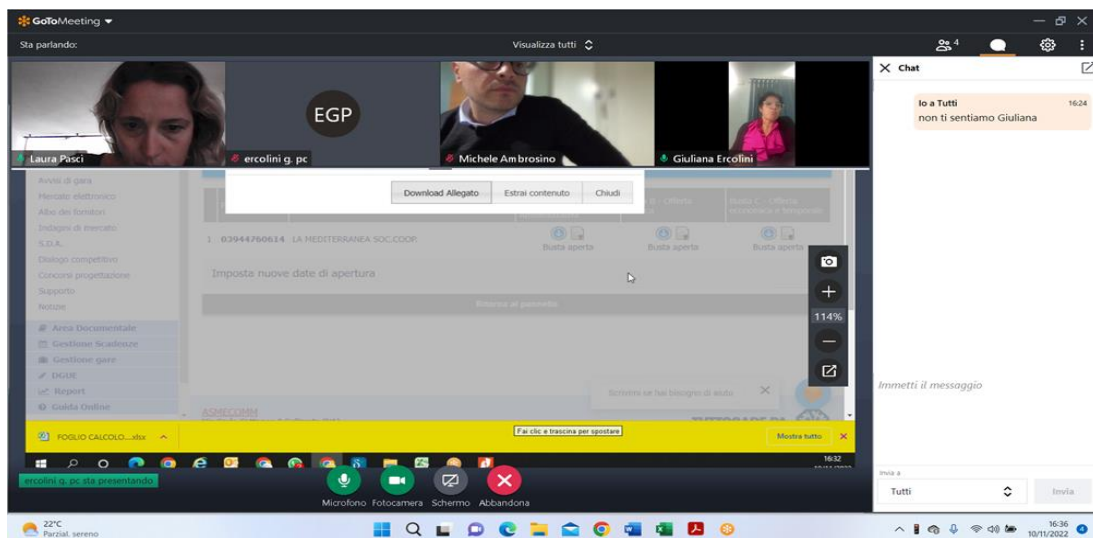 GoToMeeting
Sta parlando:
Visualizza tutti
4
Laura Pasci
EGP
ercolini g. pc
Michele Ambrosino
Giuliana Ercolini
Chat
Io a Tutti 16:24
non ti sentiamo Giuliana
Download Allegato Estrai contenuto Chiudi
Avvisi di gara
Mercato elettronico
Albo dei fornitori
Indagini di mercato
S.D.A.
Dialogo competitivo
Concorsi progettazione
Supporto
Notizie
Area Documentale
Gestione Scadenze
Gestione gare
DGUE
Report
Guida Online
Busta C - Offerta
economica e temporale
1 03944760614 LA MEDITERRANEA SOC.COOP.
Busta aperta Busta aperta Busta aperta
Imposta nuove date di apertura
Ritorna al pannello
114%
Scrivimi se hai bisogno di aiuto
ASMECOMM
FOGLIO CALCOLO....xlsx
Fai clic e trascina per spostare
Mostra tutto
16:32
ercolini g. pc sta presentando
Microfono Fotocamera Schermo Abbandona
Immetti il messaggio
Invia a
Tutti
Invia
22°C
Parzial. sereno
16:36
10/11/2022